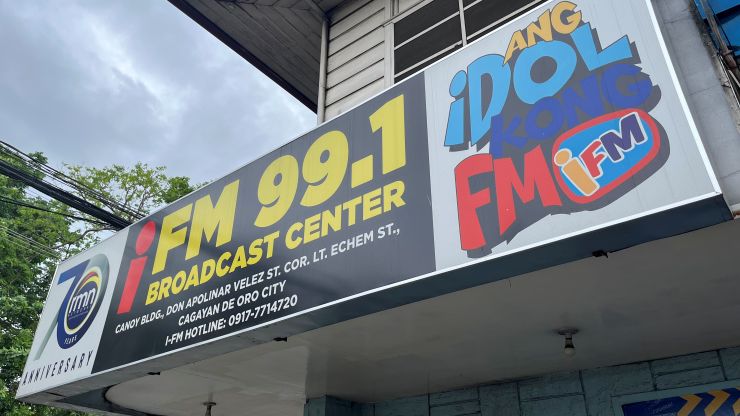 70
rmn
YEARS
ANNIVERSARY
iFM 99.1
BROADCAST CENTER
CANOY BLDG., DON APOLINAR VELEZ ST. COR. LT. ECHEM ST.,
CAGAYAN DE ORO CITY
I-FM HOTLINE: 0917-7714720
ANG
iDOL
KONG
FM
iFM